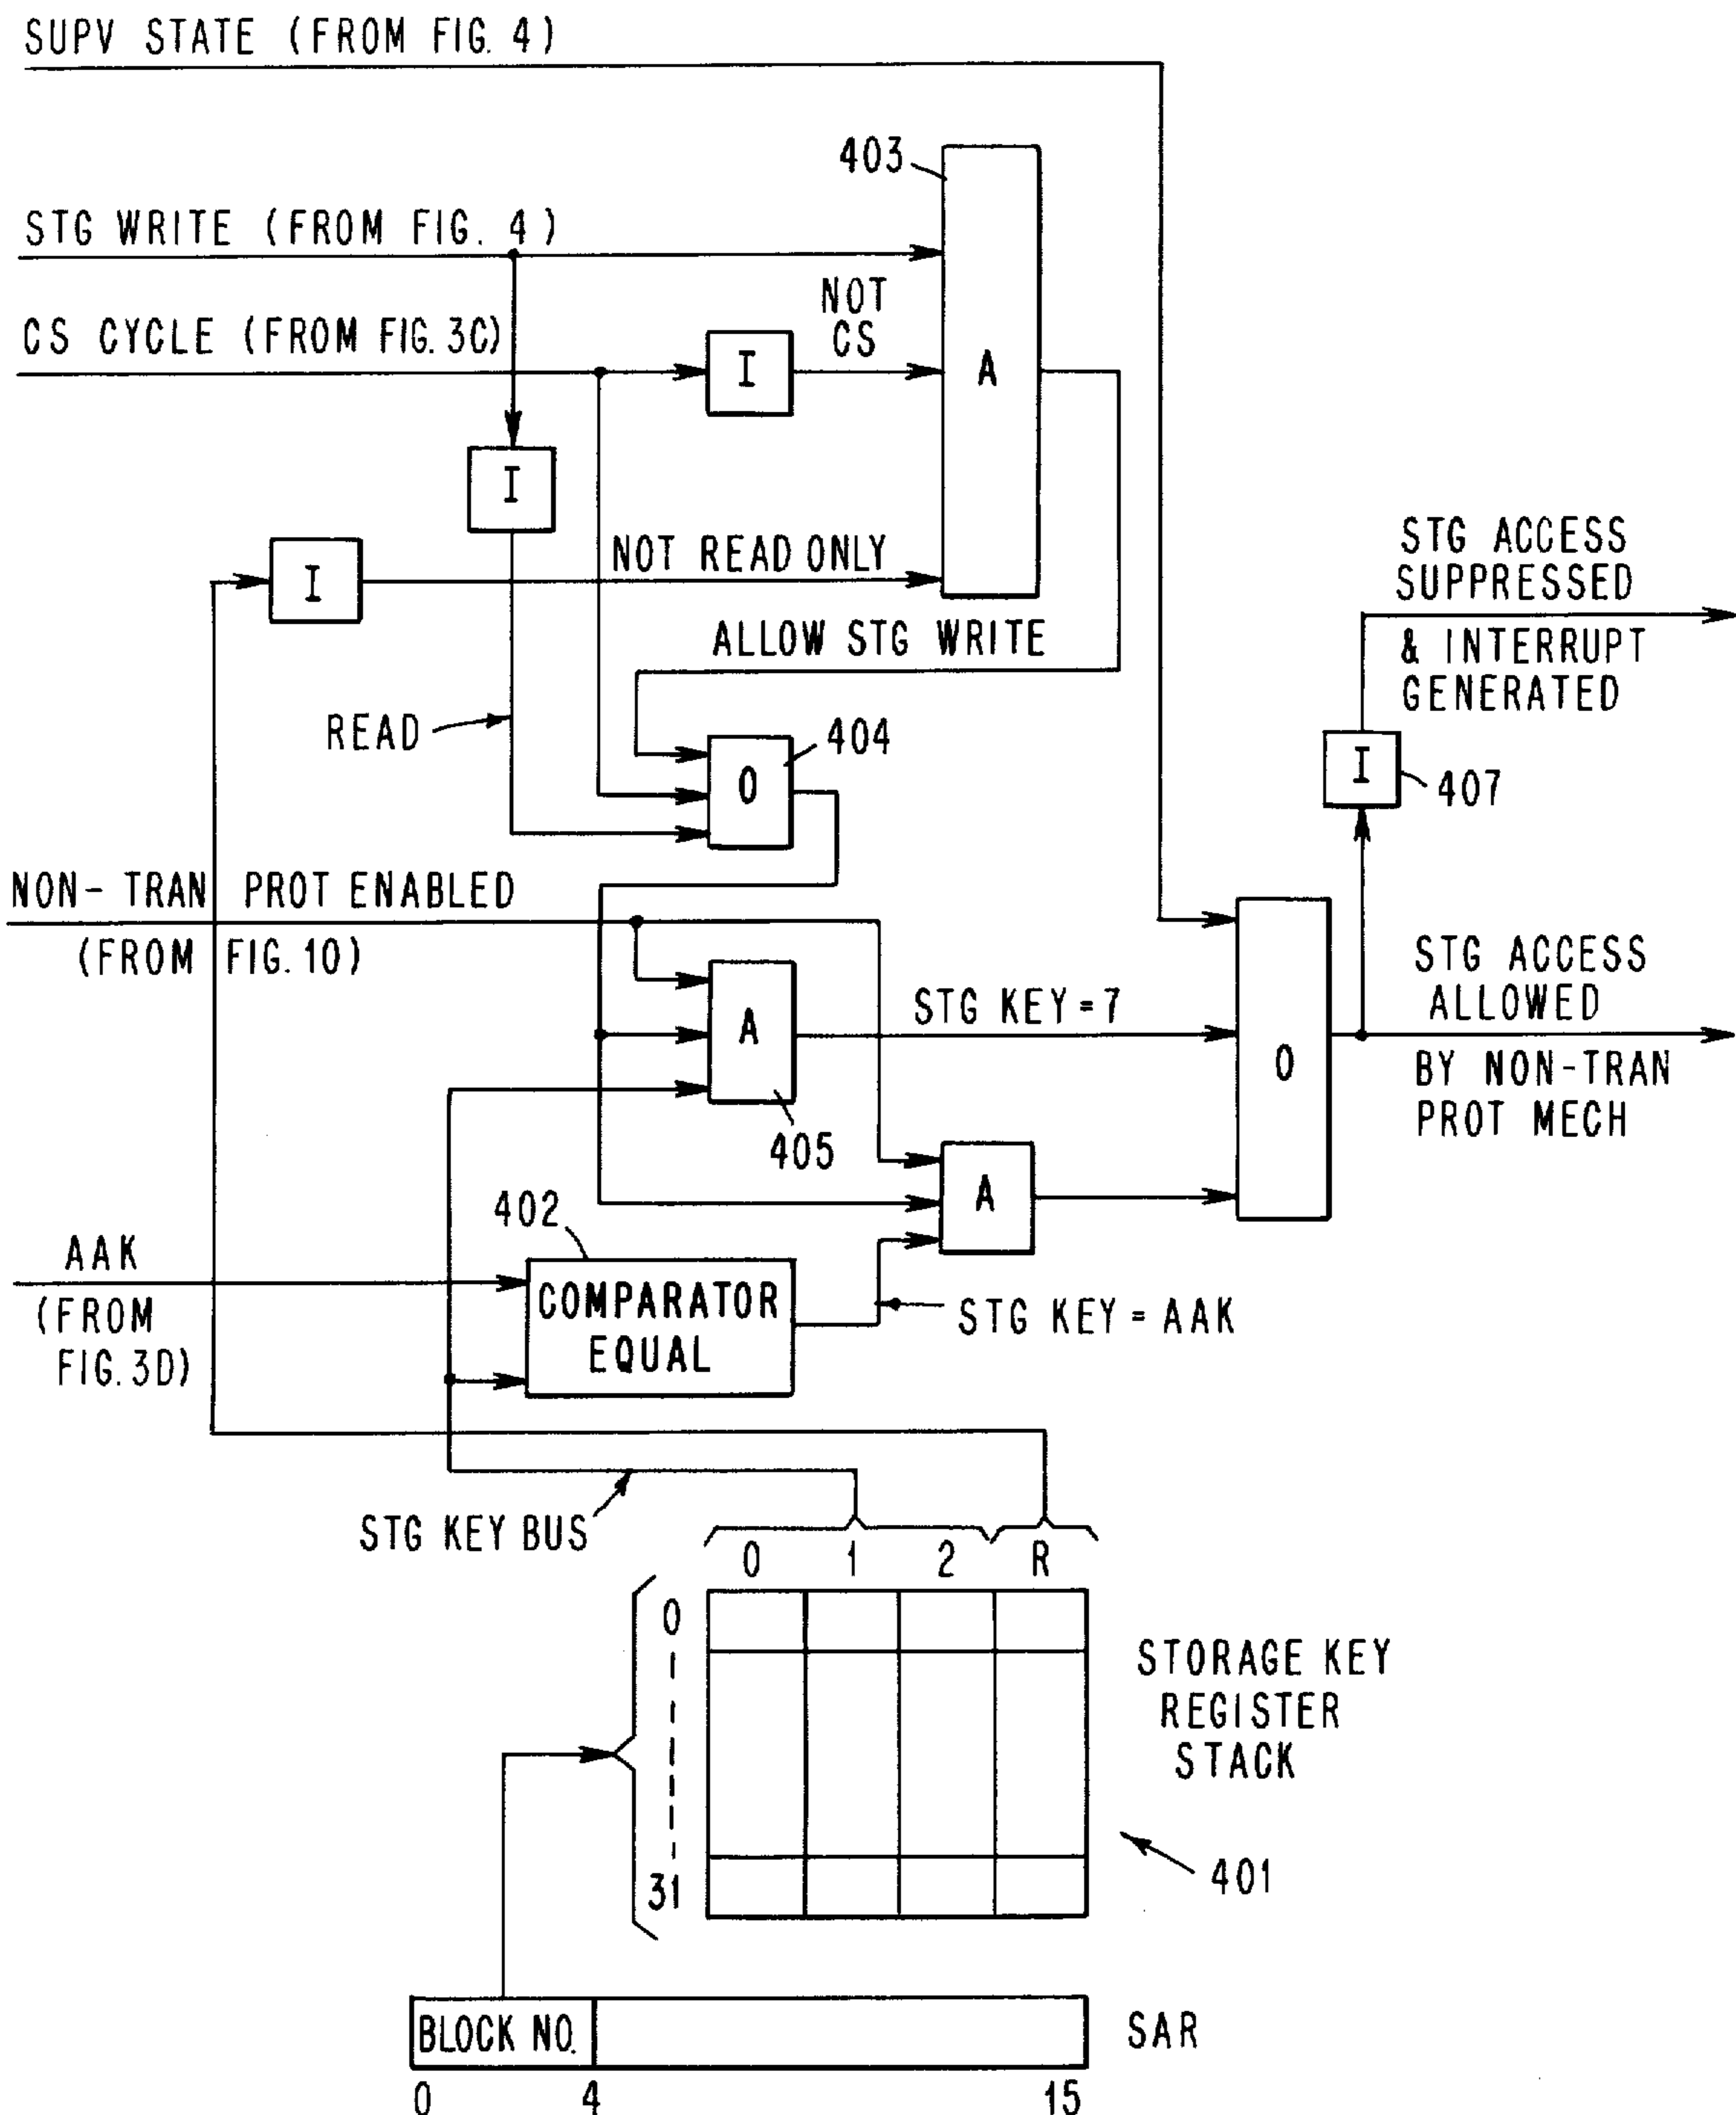 SUPV STATE (FROM FIG. 4)
403
STG WRITE (FROM FIG. 4)
NOT
CS
CS CYCLE (FROM FIG. 3C)
I
A
I
I
NOT READ ONLY
STG ACCESS
SUPPRESSED
& INTERRUPT
GENERATED
ALLOW STG WRITE
READ
404
O
I
407
NON-TRAN PROT ENABLED
(FROM FIG. 10)
A
STG KEY = 7
STG ACCESS
ALLOWED
BY NON-TRAN
PROT MECH
O
405
A
402
AAK
(FROM
FIG. 3D)
COMPARATOR
EQUAL
STG KEY = AAK
STG KEY BUS
0 1 2 R
0
31
STORAGE KEY
REGISTER
STACK
401
BLOCK NO.
SAR
0 4 15